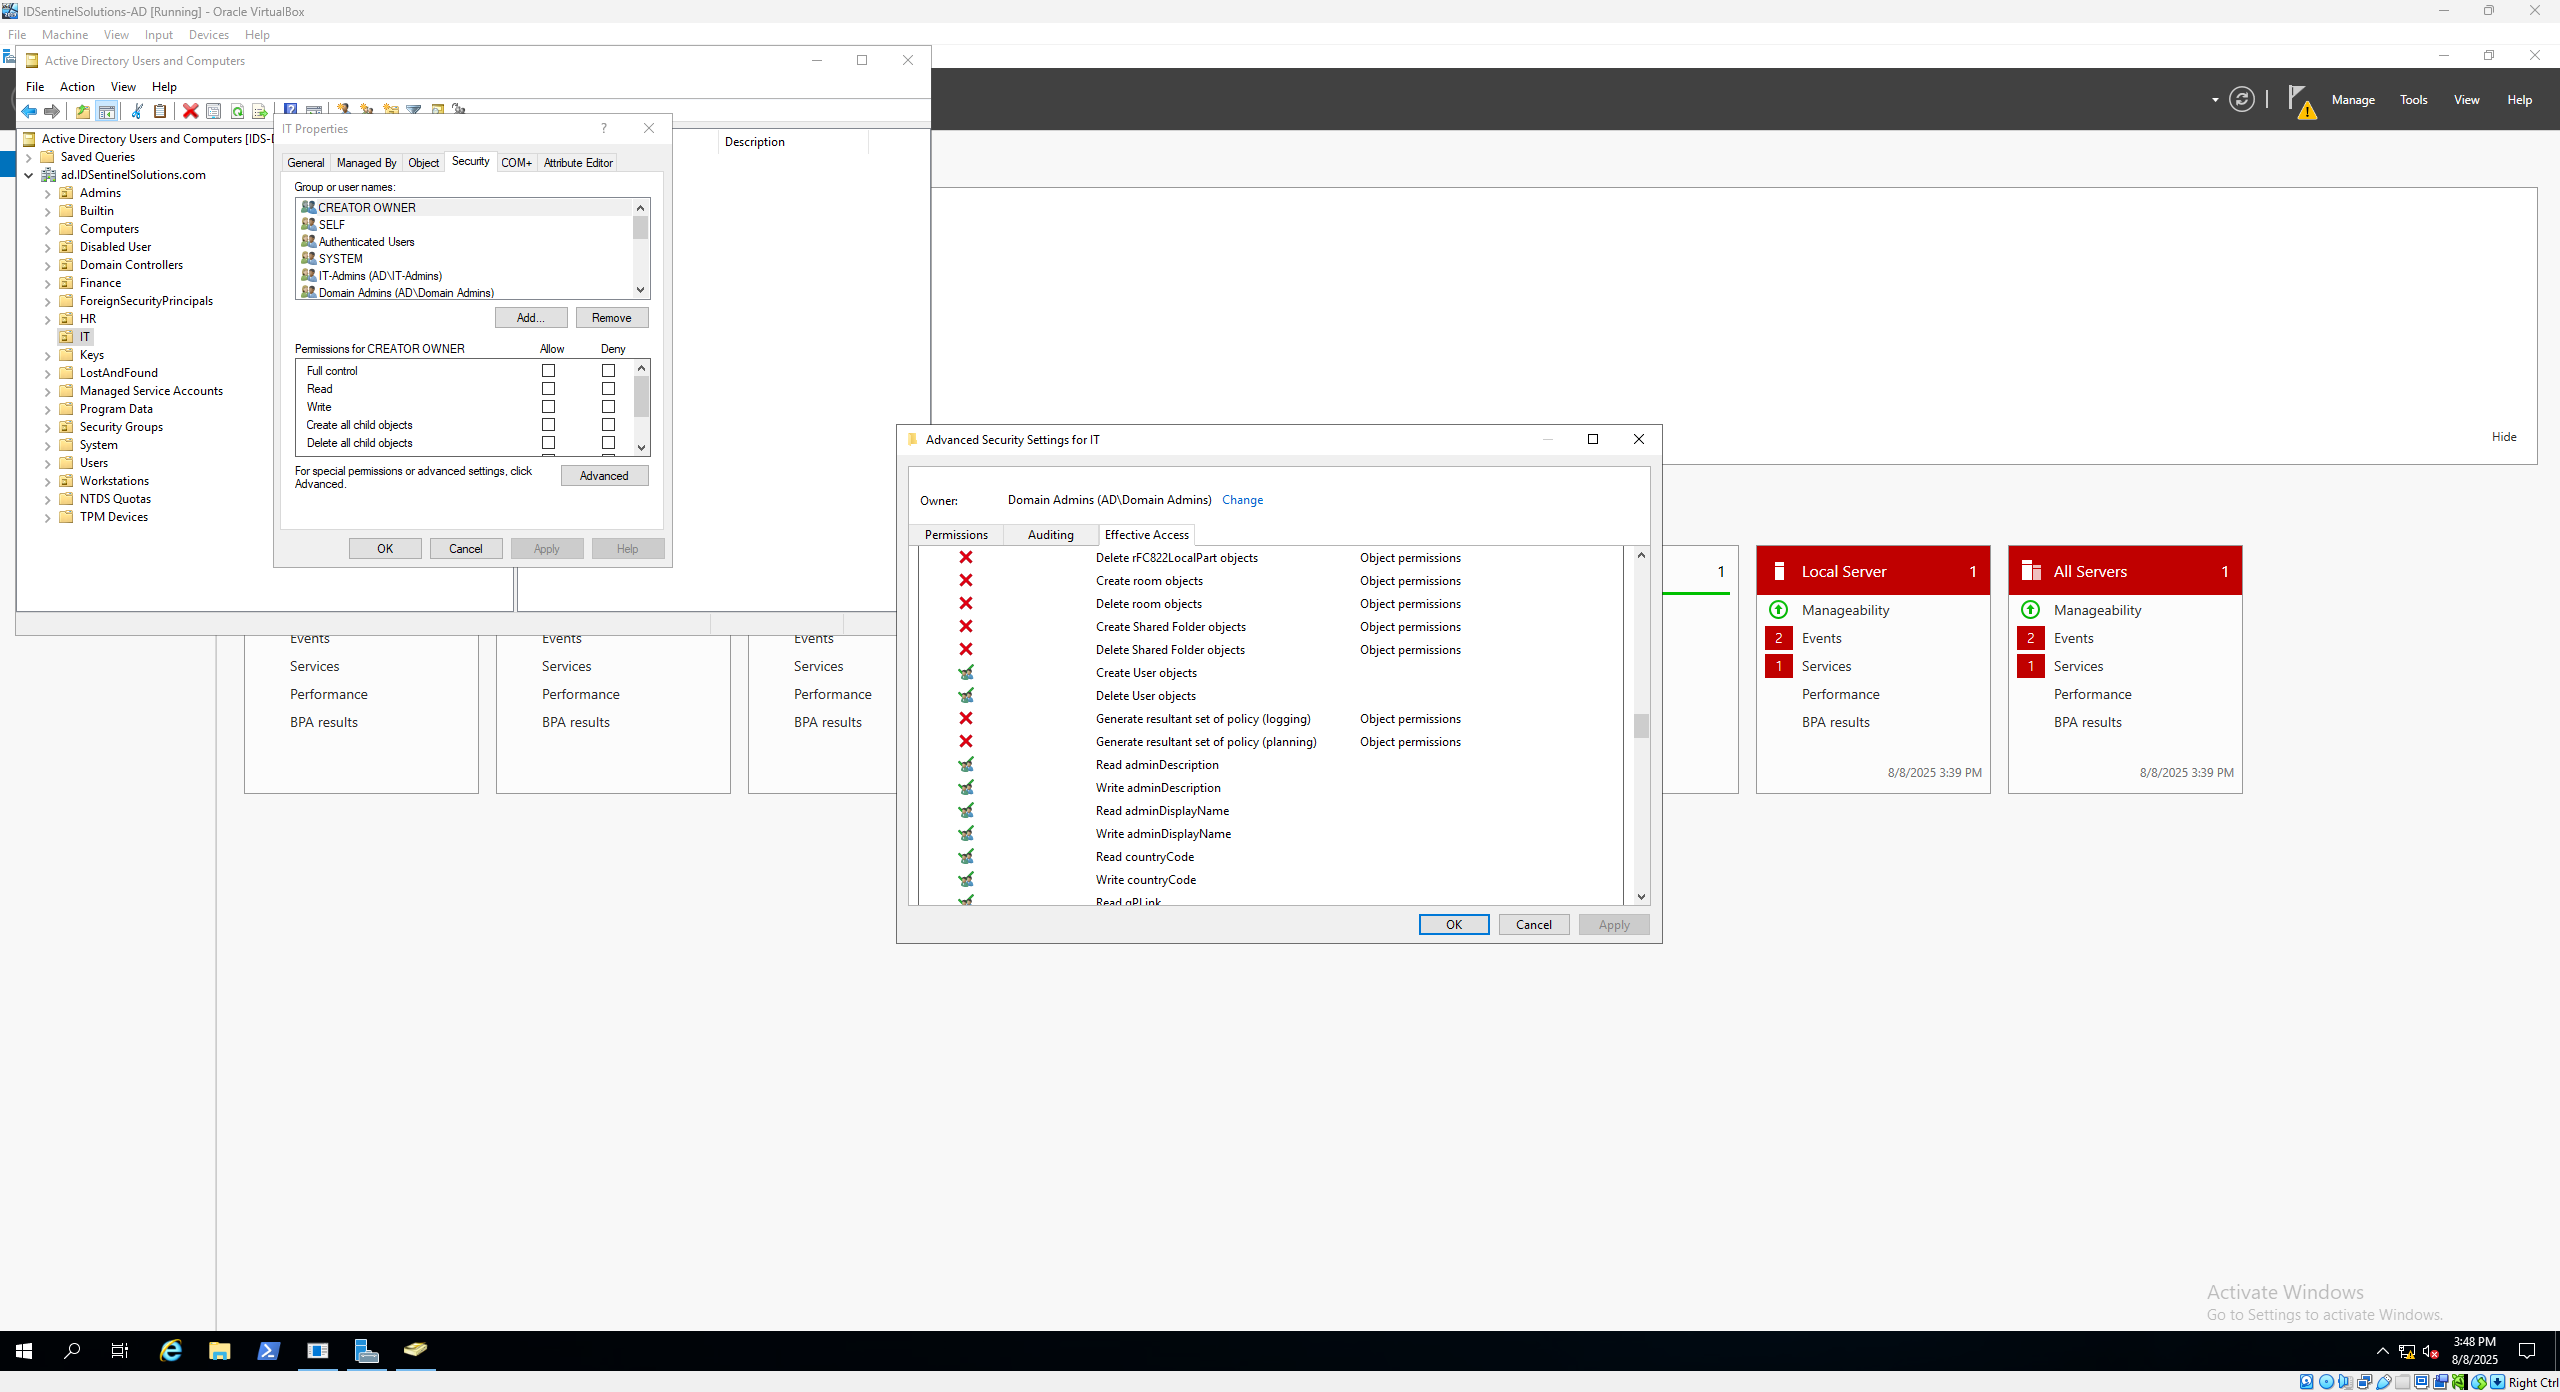 IDSentinelSolutions-AD [Running] - Oracle VirtualBox
File Machine View Input Devices Help
Active Directory Users and Computers
File Action View Help
Manage Tools View Help
Active Directory Users and Computers [IDS-
Saved Queries
ad.IDSentinelSolutions.com
Admins
Builtin
Computers
Disabled User
Domain Controllers
Finance
ForeignSecurityPrincipals
HR
IT
Keys
LostAndFound
Managed Service Accounts
Program Data
Security Groups
System
Users
Workstations
NTDS Quotas
TPM Devices
Description
IT Properties
?
General Managed By Object Security COM+ Attribute Editor
Group or user names:
CREATOR OWNER
SELF
Authenticated Users
SYSTEM
IT-Admins (AD\IT-Admins)
Domain Admins (AD\Domain Admins)
Add... Remove
Permissions for CREATOR OWNER Allow Deny
Full control
Read
Write
Create all child objects
Delete all child objects
For special permissions or advanced settings, click
Advanced.
Advanced
OK Cancel Apply Help
Hide
Advanced Security Settings for IT
Owner: Domain Admins (AD\Domain Admins) Change
Permissions Auditing Effective Access
Delete rFC822LocalPart objects Object permissions
Create room objects Object permissions
Delete room objects Object permissions
Create Shared Folder objects Object permissions
Delete Shared Folder objects Object permissions
Create User objects
Delete User objects
Generate resultant set of policy (logging) Object permissions
Generate resultant set of policy (planning) Object permissions
Read adminDescription
Write adminDescription
Read adminDisplayName
Write adminDisplayName
Read countryCode
Write countryCode
Read gPLink
OK Cancel Apply
Events
Services
Performance
BPA results
Events
Services
Performance
BPA results
Events
Services
Performance
BPA results
1
Local Server 1
Manageability
2 Events
1 Services
Performance
BPA results
8/8/2025 3:39 PM
All Servers 1
Manageability
2 Events
1 Services
Performance
BPA results
8/8/2025 3:39 PM
Activate Windows
Go to Settings to activate Windows.
3:48 PM
8/8/2025
Right Ctrl